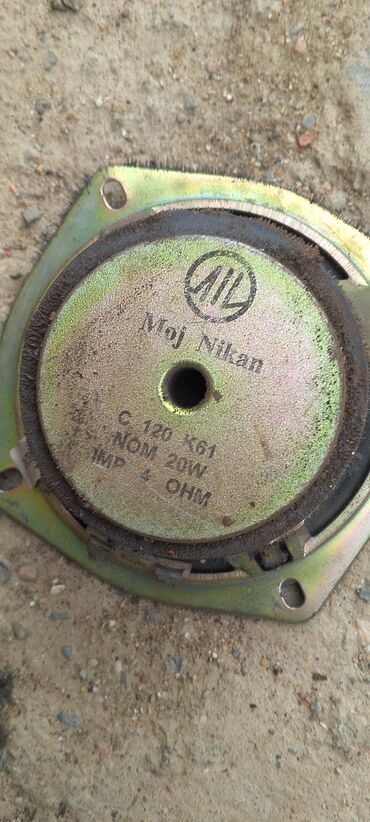 Moj Nikan
C 120 K61
NOM 20W
IMP 4 OHM